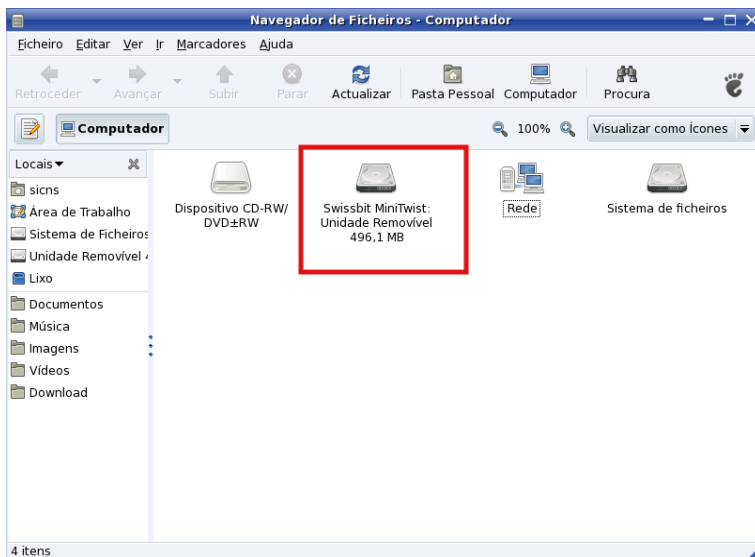 Navegador de Ficheiros - Computador
Ficheiro Editar Ver Ir Marcadores Ajuda
Retroceder Avançar Subir Parar Actualizar Pasta Pessoal Computador Procura
Computador 100% Visualizar como Ícones
Locais
sicns
Área de Trabalho
Sistema de Ficheiros
Unidade Removível 4
Lixo
Documentos
Música
Imagens
Vídeos
Download
Dispositivo CD-RW/
DVD±RW
Swissbit MiniTwist:
Unidade Removível
496,1 MB
Rede
Sistema de ficheiros
4 itens